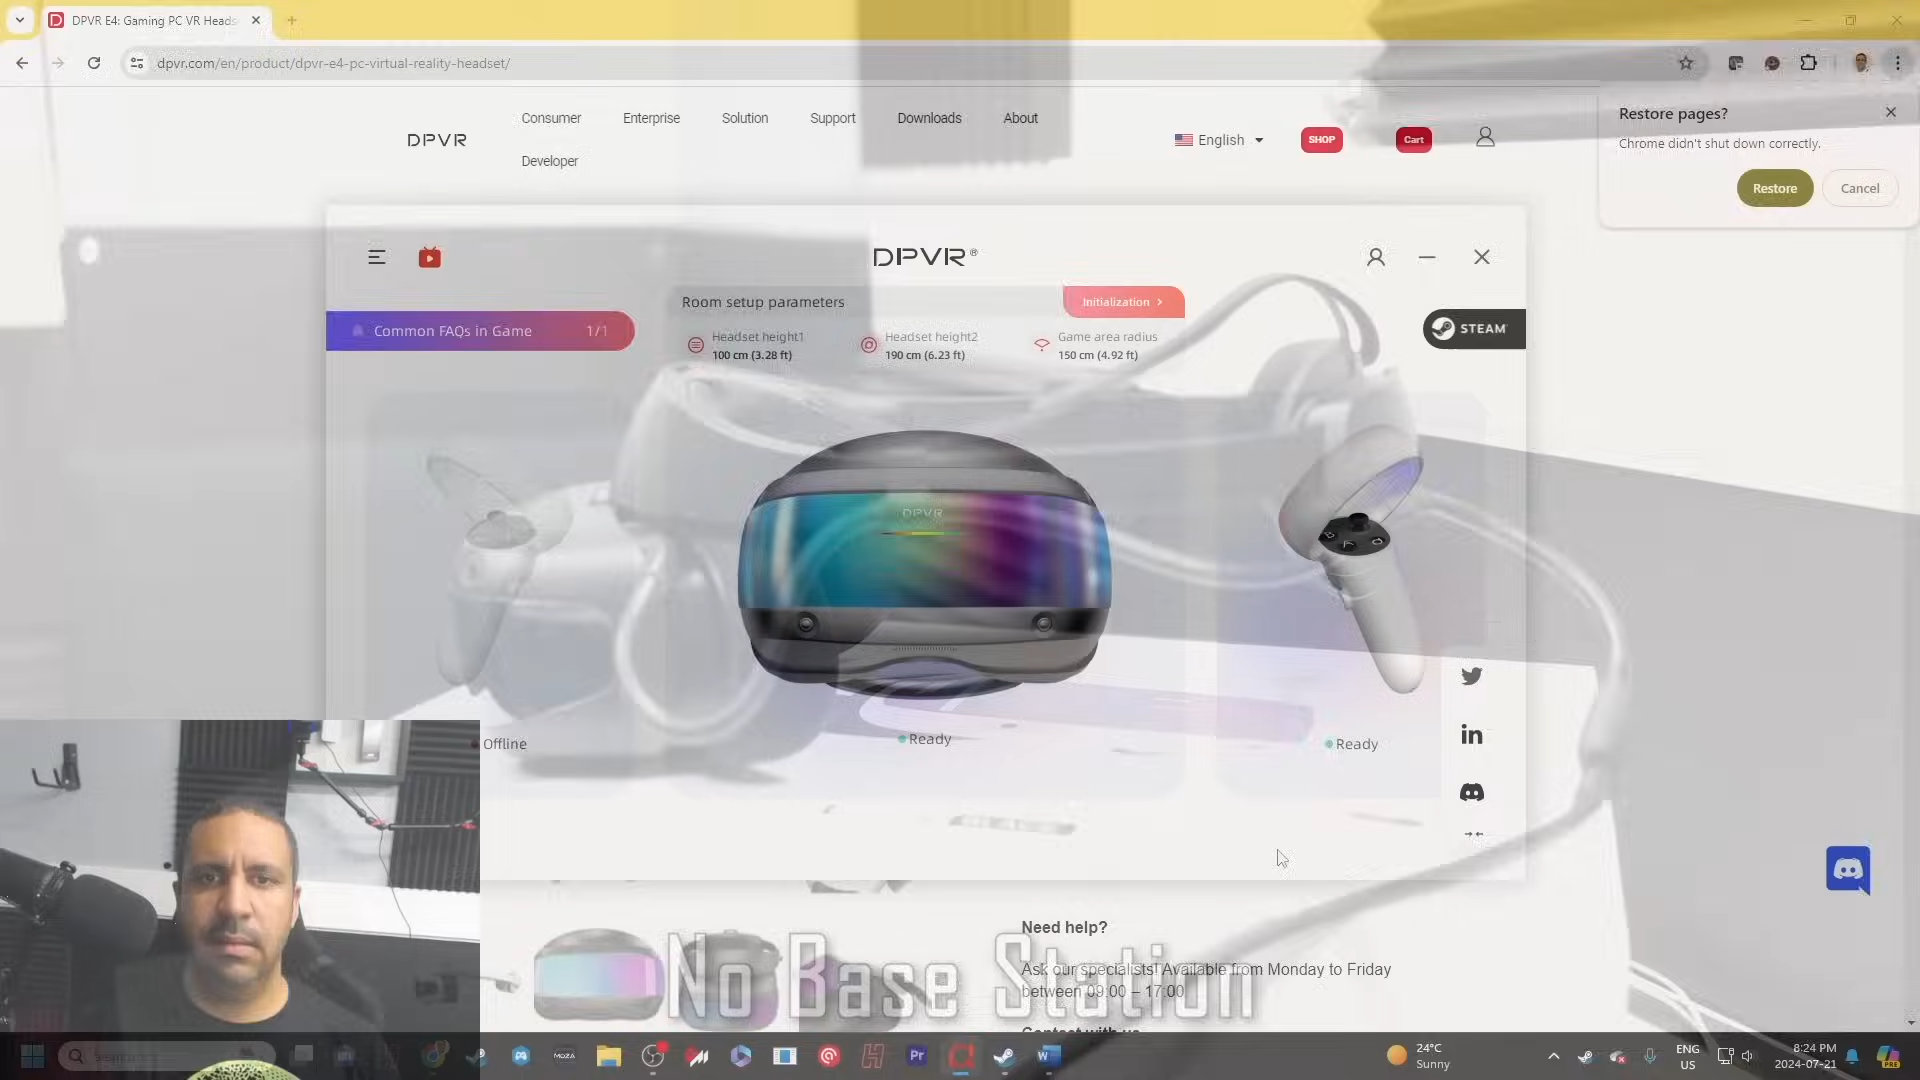 DPVR E4: Gaming PC VR Heads
dpvr.com/en/product/dpvr-e4-pc-virtual-reality-headset/
Restore pages?
Chrome didn't shut down correctly.
Restore
Cancel
DPVR
Consumer
Enterprise
Solution
Support
Downloads
About
Developer
English
SHOP
Cart
DPVR®
Common FAQs in Game
1/1
Room setup parameters
Initialization >
Headset height1
100 cm (3.28 ft)
Headset height2
190 cm (6.23 ft)
Game area radius
150 cm (4.92 ft)
STEAM
DPVR
Offline
Ready
Ready
Need help?
Ask our specialists! Available from Monday to Friday
between 09:00 – 17:00
No Base Station
Contact with us
MOZA
Pr
24°C
Sunny
ENG
US
8:24 PM
2024-07-21